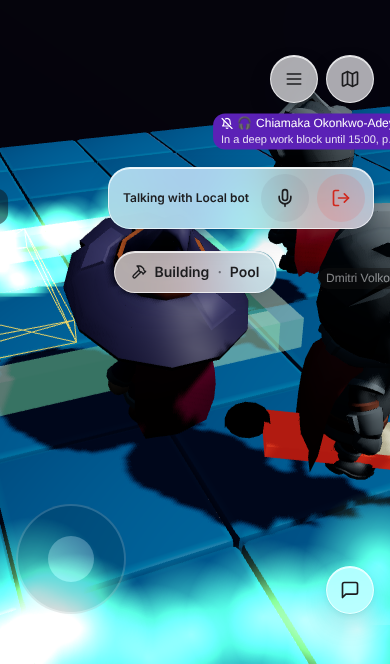 Chiamaka Okonkwo-Adey
In a deep work block until 15:00, p.
Talking with Local bot
Building · Pool
Dmitri Volko